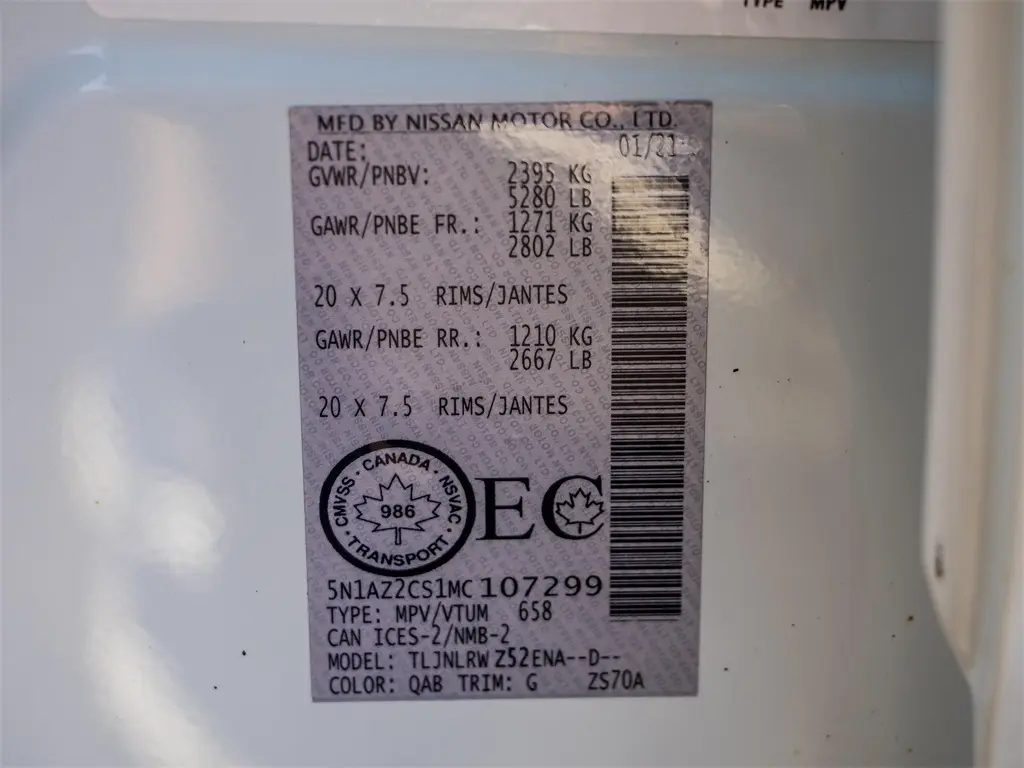 TYPE MPV
MFD BY NISSAN MOTOR CO., LTD.
DATE: 01/21
GVWR/PNBV: 2395 KG
5280 LB
GAWR/PNBE FR.: 1271 KG
2802 LB
20 X 7.5 RIMS/JANTES
GAWR/PNBE RR.: 1210 KG
2667 LB
20 X 7.5 RIMS/JANTES
CMVSS · CANADA · NSVAC · TRANSPORT ·
986
EC
5N1AZ2CS1MC107299
TYPE: MPV/VTUM 658
CAN ICES-2/NMB-2
MODEL: TLJNLRWZ52ENA--D--
COLOR: QAB TRIM: G ZS70A